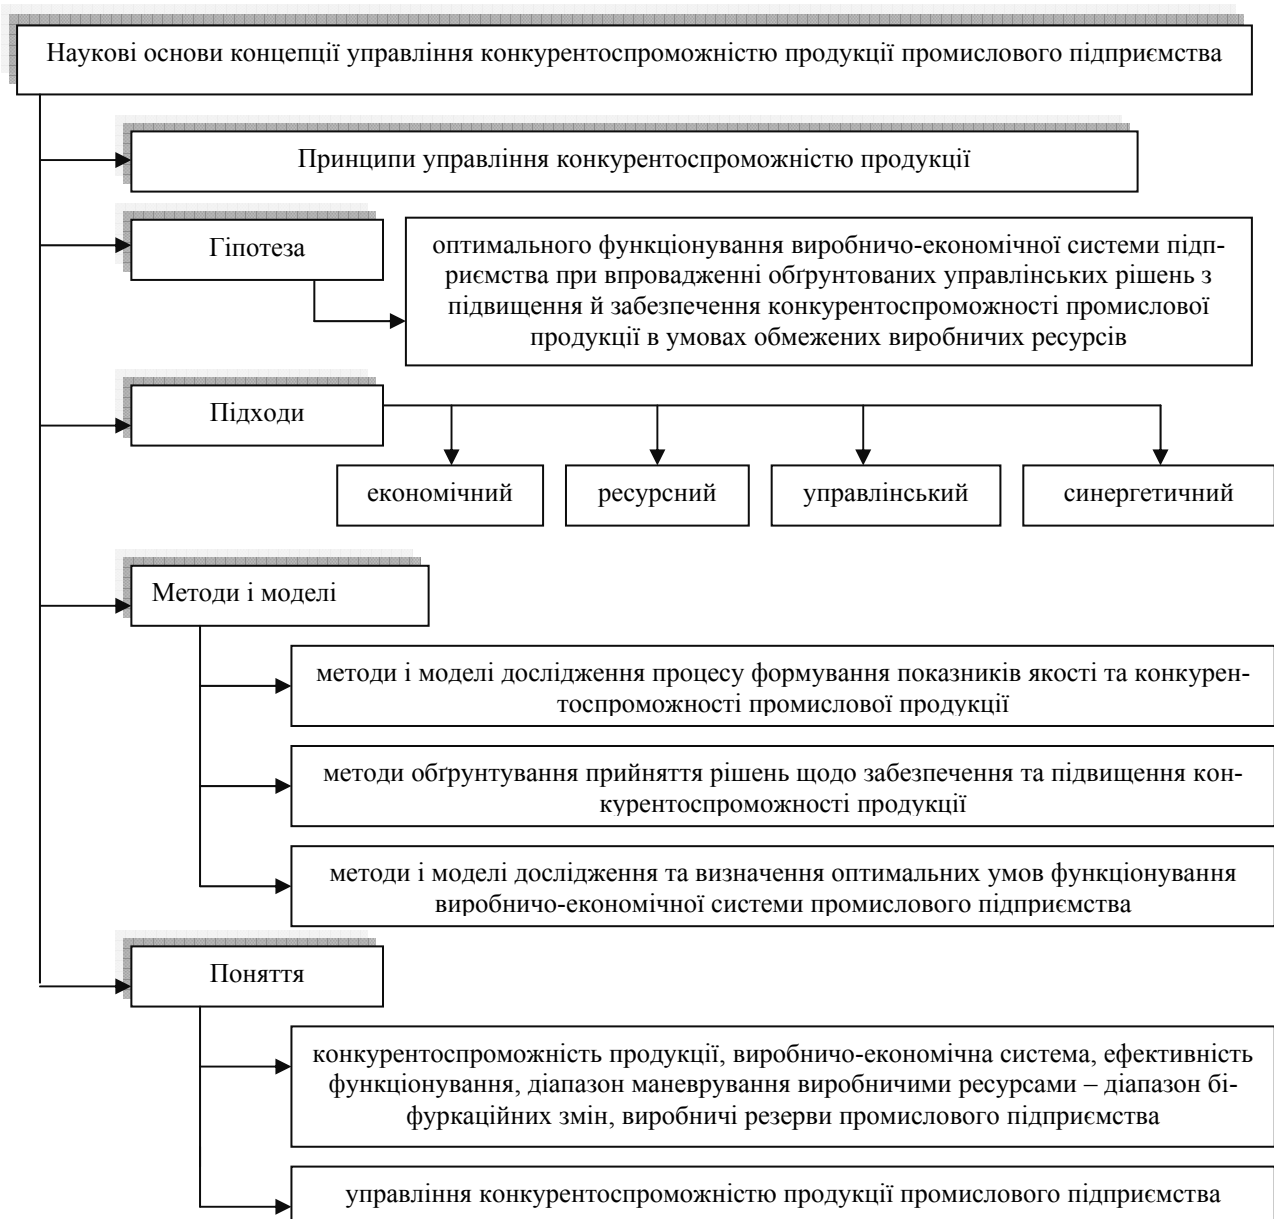 Наукові основи концепції управління конкурентоспроможністю продукції промислового підприємства
Принципи управління конкурентоспроможністю продукції
Гіпотеза
оптимального функціонування виробничо-економічної системи підп-
риємства при впровадженні обґрунтованих управлінських рішень з
підвищення й забезпечення конкурентоспроможності промислової
продукції в умовах обмежених виробничих ресурсів
Підходи
економічний
ресурсний
управлінський
синергетичний
Методи і моделі
методи і моделі дослідження процесу формування показників якості та конкурен-
тоспроможності промислової продукції
методи обґрунтування прийняття рішень щодо забезпечення та підвищення кон-
курентоспроможності продукції
методи і моделі дослідження та визначення оптимальних умов функціонування
виробничо-економічної системи промислового підприємства
Поняття
конкурентоспроможність продукції, виробничо-економічна система, ефективність
функціонування, діапазон маневрування виробничими ресурсами – діапазон бі-
фуркаційних змін, виробничі резерви промислового підприємства
управління конкурентоспроможністю продукції промислового підприємства